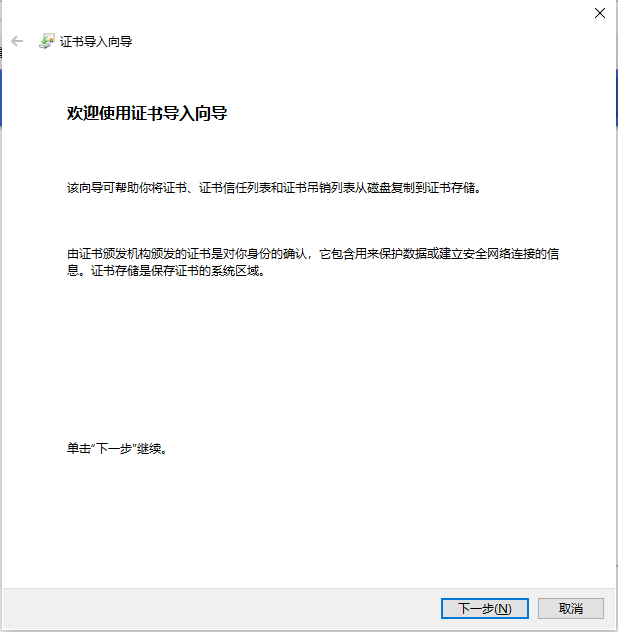 证书导入向导
欢迎使用证书导入向导
该向导可帮助你将证书、证书信任列表和证书吊销列表从磁盘复制到证书存储。
由证书颁发机构颁发的证书是对你身份的确认，它包含用来保护数据或建立安全网络连接的信
息。证书存储是保存证书的系统区域。
单击“下一步”继续。
下一步(N)
取消